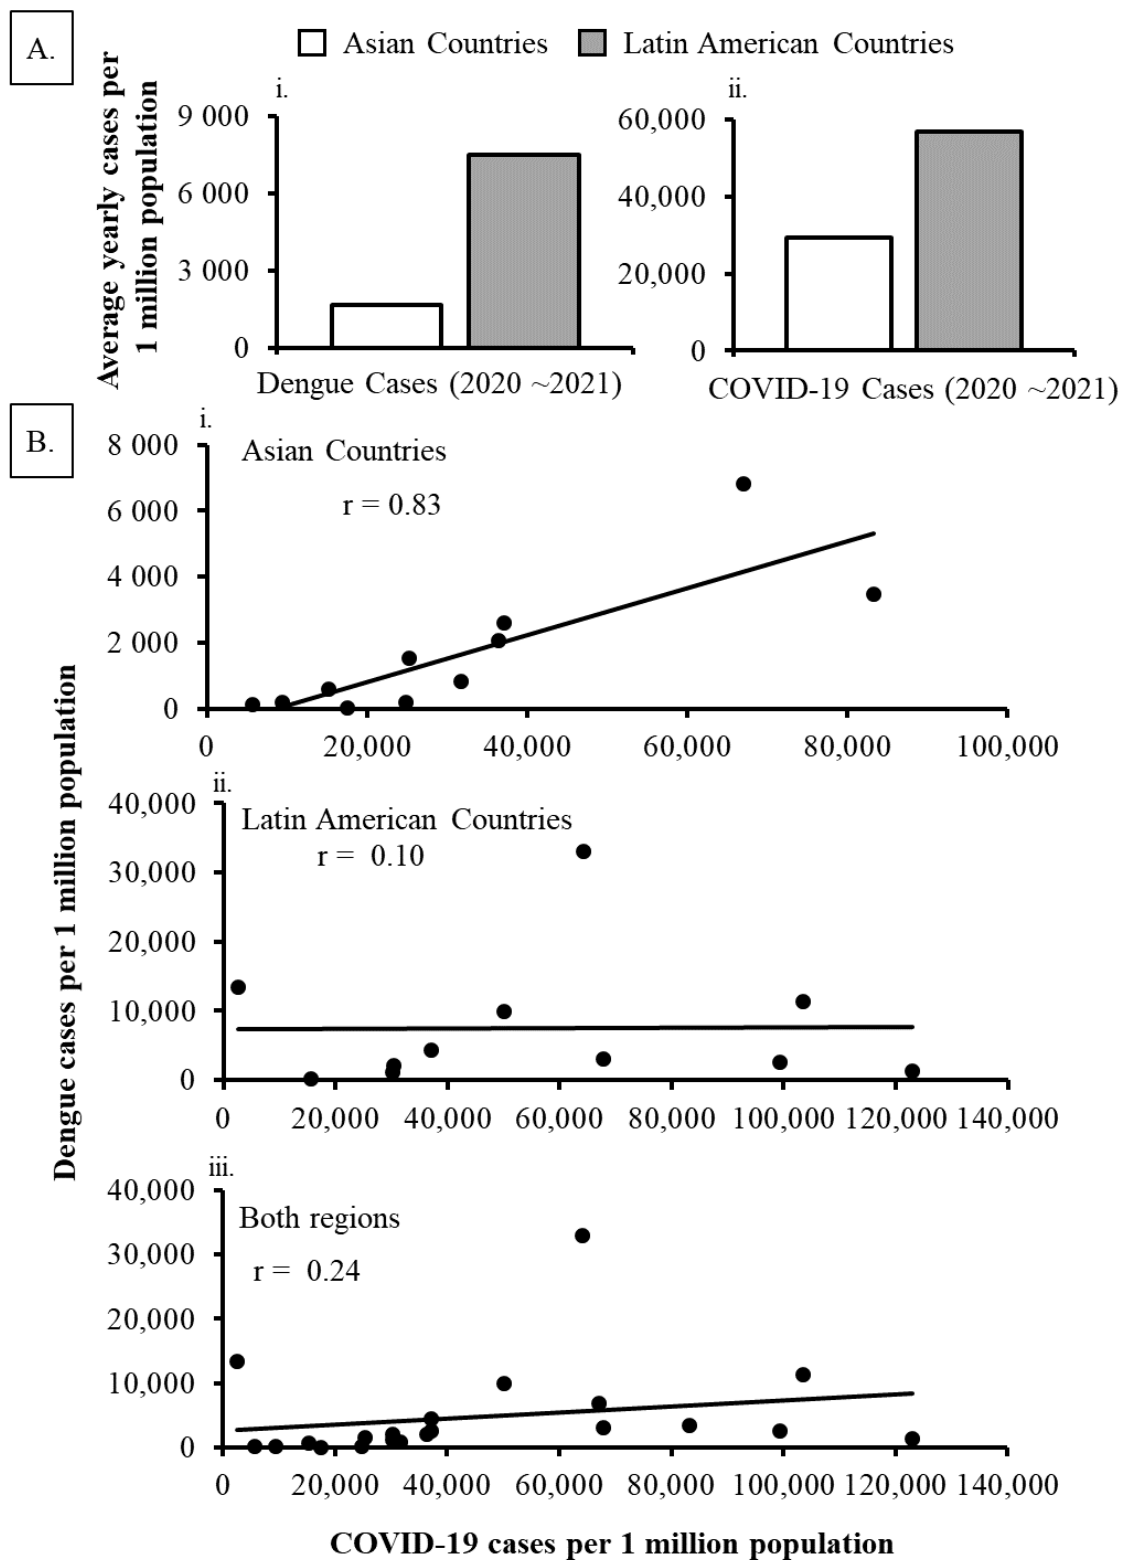 A.
Asian Countries
Latin American Countries
Average yearly cases per
1 million population
i.
9 000
6 000
3 000
0
Dengue Cases (2020 ~2021)
ii.
60,000
40,000
20,000
0
COVID-19 Cases (2020 ~2021)
B.
Dengue cases per 1 million population
i.
Asian Countries
r = 0.83
8 000
6 000
4 000
2 000
0
0 20,000 40,000 60,000 80,000 100,000
ii.
Latin American Countries
r = 0.10
40,000
30,000
20,000
10,000
0
0 20,000 40,000 60,000 80,000 100,000 120,000 140,000
iii.
Both regions
r = 0.24
40,000
30,000
20,000
10,000
0
0 20,000 40,000 60,000 80,000 100,000 120,000 140,000
COVID-19 cases per 1 million population